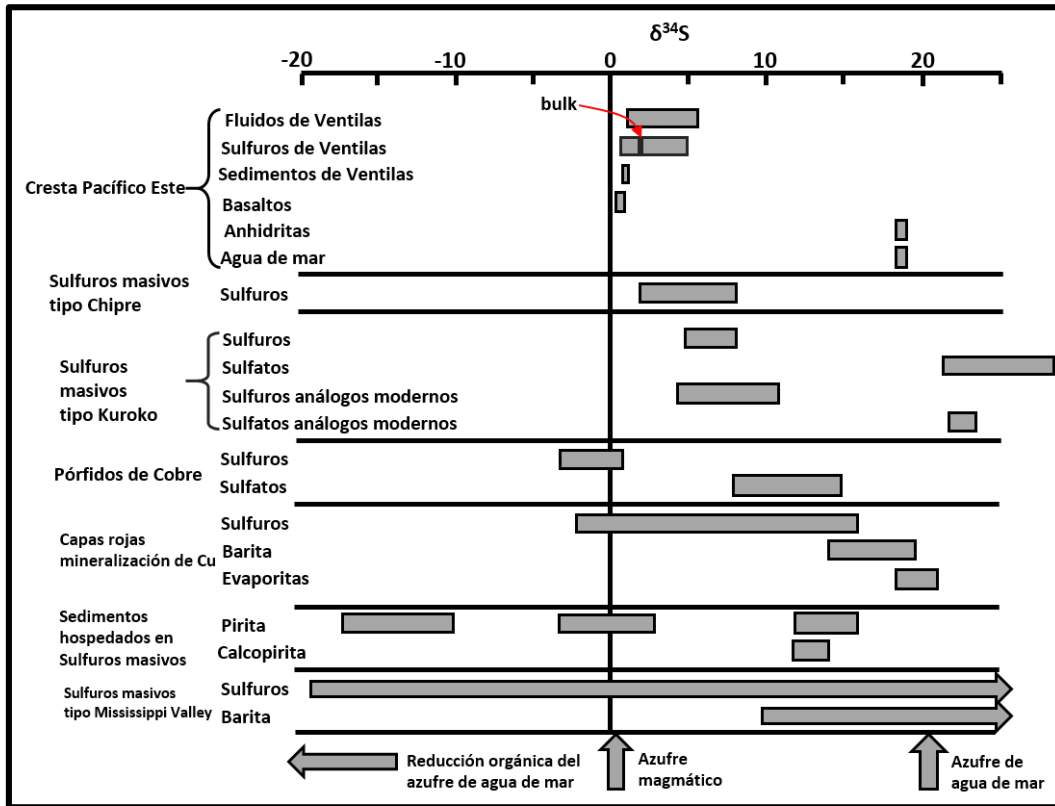 δ³⁴S
-20 -10 0 10 20
bulk
Cresta Pacífico Este
Fluidos de Ventilas
Sulfuros de Ventilas
Sedimentos de Ventilas
Basaltos
Anhidritas
Agua de mar
Sulfuros masivos
tipo Chipre
Sulfuros
Sulfuros
masivos
tipo Kuroko
Sulfuros
Sulfatos
Sulfuros análogos modernos
Sulfatos análogos modernos
Pórfidos de Cobre
Sulfuros
Sulfatos
Capas rojas
mineralización de Cu
Sulfuros
Barita
Evaporitas
Sedimentos
hospedados en
Sulfuros masivos
Pirita
Calcopirita
Sulfuros masivos
tipo Mississippi Valley
Sulfuros
Barita
Reducción orgánica del
azufre de agua de mar
Azufre
magmático
Azufre de
agua de mar